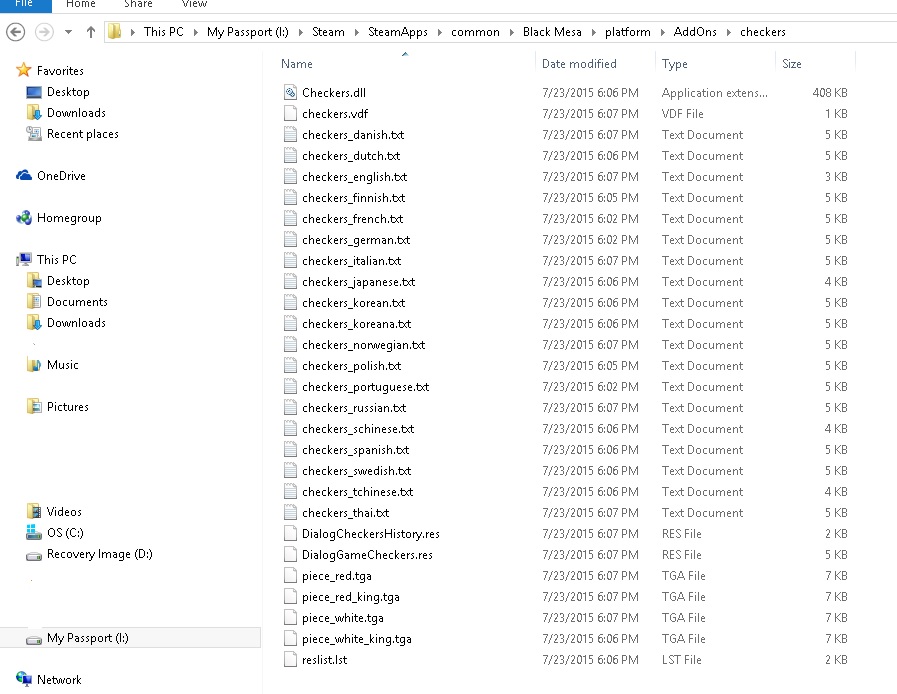 File Home Share View
This PC My Passport (I:) Steam SteamApps common Black Mesa platform AddOns checkers
Favorites
Desktop
Downloads
Recent places
OneDrive
Homegroup
This PC
Desktop
Documents
Downloads
Music
Pictures
Videos
OS (C:)
Recovery Image (D:)
My Passport (I:)
Network
Name Date modified Type Size
Checkers.dll 7/23/2015 6:06 PM Application extens... 408 KB
checkers.vdf 7/23/2015 6:07 PM VDF File 1 KB
checkers_danish.txt 7/23/2015 6:07 PM Text Document 5 KB
checkers_dutch.txt 7/23/2015 6:06 PM Text Document 5 KB
checkers_english.txt 7/23/2015 6:07 PM Text Document 3 KB
checkers_finnish.txt 7/23/2015 6:05 PM Text Document 5 KB
checkers_french.txt 7/23/2015 6:02 PM Text Document 5 KB
checkers_german.txt 7/23/2015 6:02 PM Text Document 5 KB
checkers_italian.txt 7/23/2015 6:07 PM Text Document 5 KB
checkers_japanese.txt 7/23/2015 6:06 PM Text Document 4 KB
checkers_korean.txt 7/23/2015 6:06 PM Text Document 5 KB
checkers_koreana.txt 7/23/2015 6:06 PM Text Document 5 KB
checkers_norwegian.txt 7/23/2015 6:07 PM Text Document 5 KB
checkers_polish.txt 7/23/2015 6:05 PM Text Document 5 KB
checkers_portuguese.txt 7/23/2015 6:02 PM Text Document 5 KB
checkers_russian.txt 7/23/2015 6:07 PM Text Document 5 KB
checkers_schinese.txt 7/23/2015 6:06 PM Text Document 4 KB
checkers_spanish.txt 7/23/2015 6:06 PM Text Document 5 KB
checkers_swedish.txt 7/23/2015 6:06 PM Text Document 5 KB
checkers_tchinese.txt 7/23/2015 6:06 PM Text Document 4 KB
checkers_thai.txt 7/23/2015 6:07 PM Text Document 5 KB
DialogCheckersHistory.res 7/23/2015 6:07 PM RES File 2 KB
DialogGameCheckers.res 7/23/2015 6:07 PM RES File 5 KB
piece_red.tga 7/23/2015 6:07 PM TGA File 7 KB
piece_red_king.tga 7/23/2015 6:07 PM TGA File 7 KB
piece_white.tga 7/23/2015 6:07 PM TGA File 7 KB
piece_white_king.tga 7/23/2015 6:06 PM TGA File 7 KB
reslist.lst 7/23/2015 6:06 PM LST File 2 KB